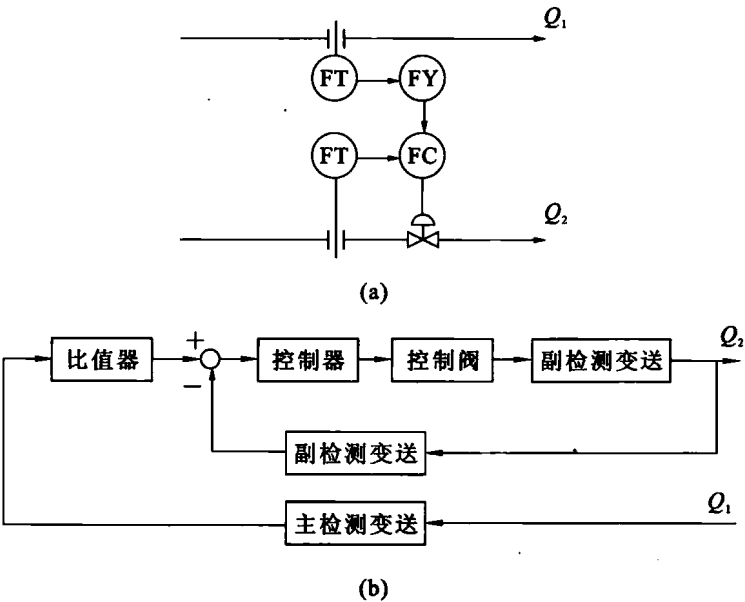 Q₁
FT FY
FT FC
Q₂
(a)
比值器 + − 控制器 控制阀 副检测变送 Q₂
副检测变送
主检测变送 Q₁
(b)